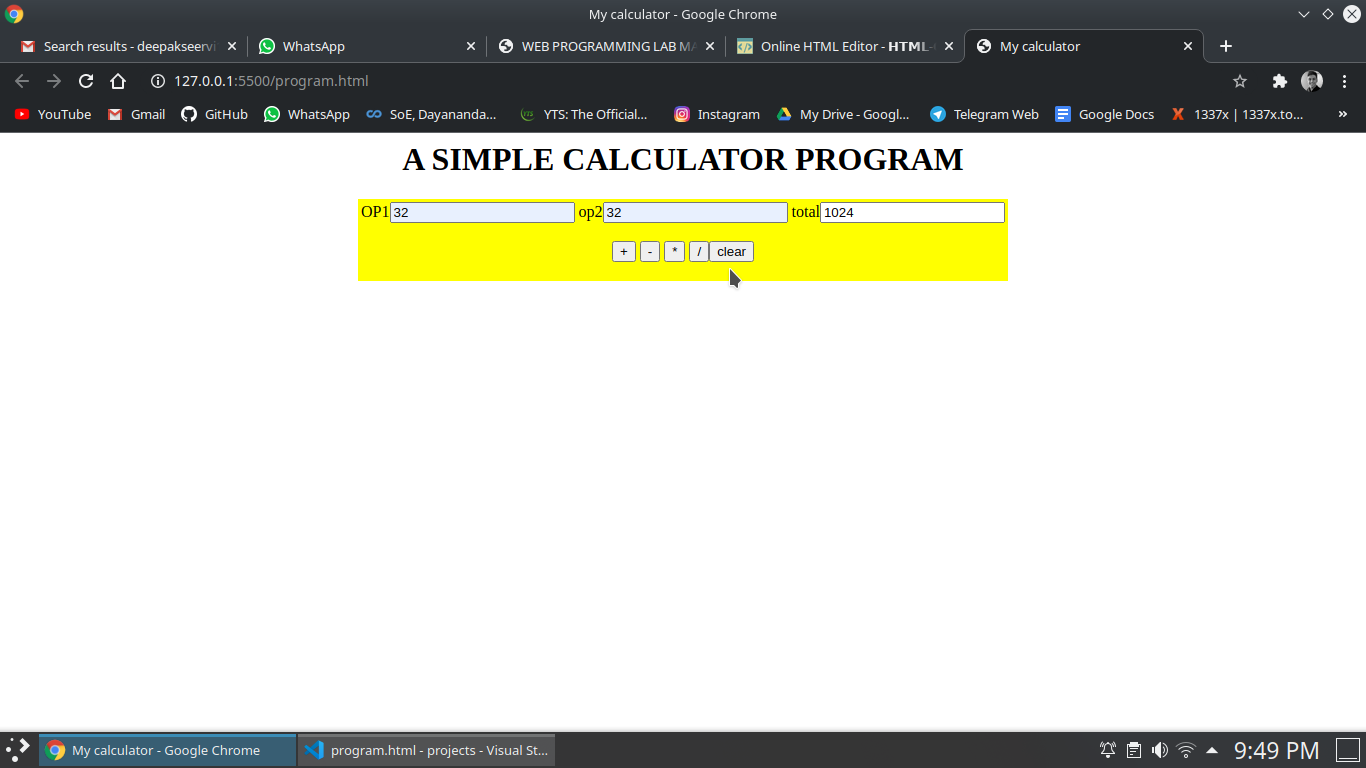 My calculator - Google Chrome
Search results - deepakseervi
WhatsApp
WEB PROGRAMMING LAB MA
Online HTML Editor - HTML-
My calculator
127.0.0.1:5500/program.html
YouTube
Gmail
GitHub
WhatsApp
SoE, Dayananda...
YTS: The Official...
Instagram
My Drive - Googl...
Telegram Web
Google Docs
1337x | 1337x.to...
»
A SIMPLE CALCULATOR PROGRAM
OP1 32 op2 32 total 1024
+ - * / clear
My calculator - Google Chrome
program.html - projects - Visual St...
9:49 PM